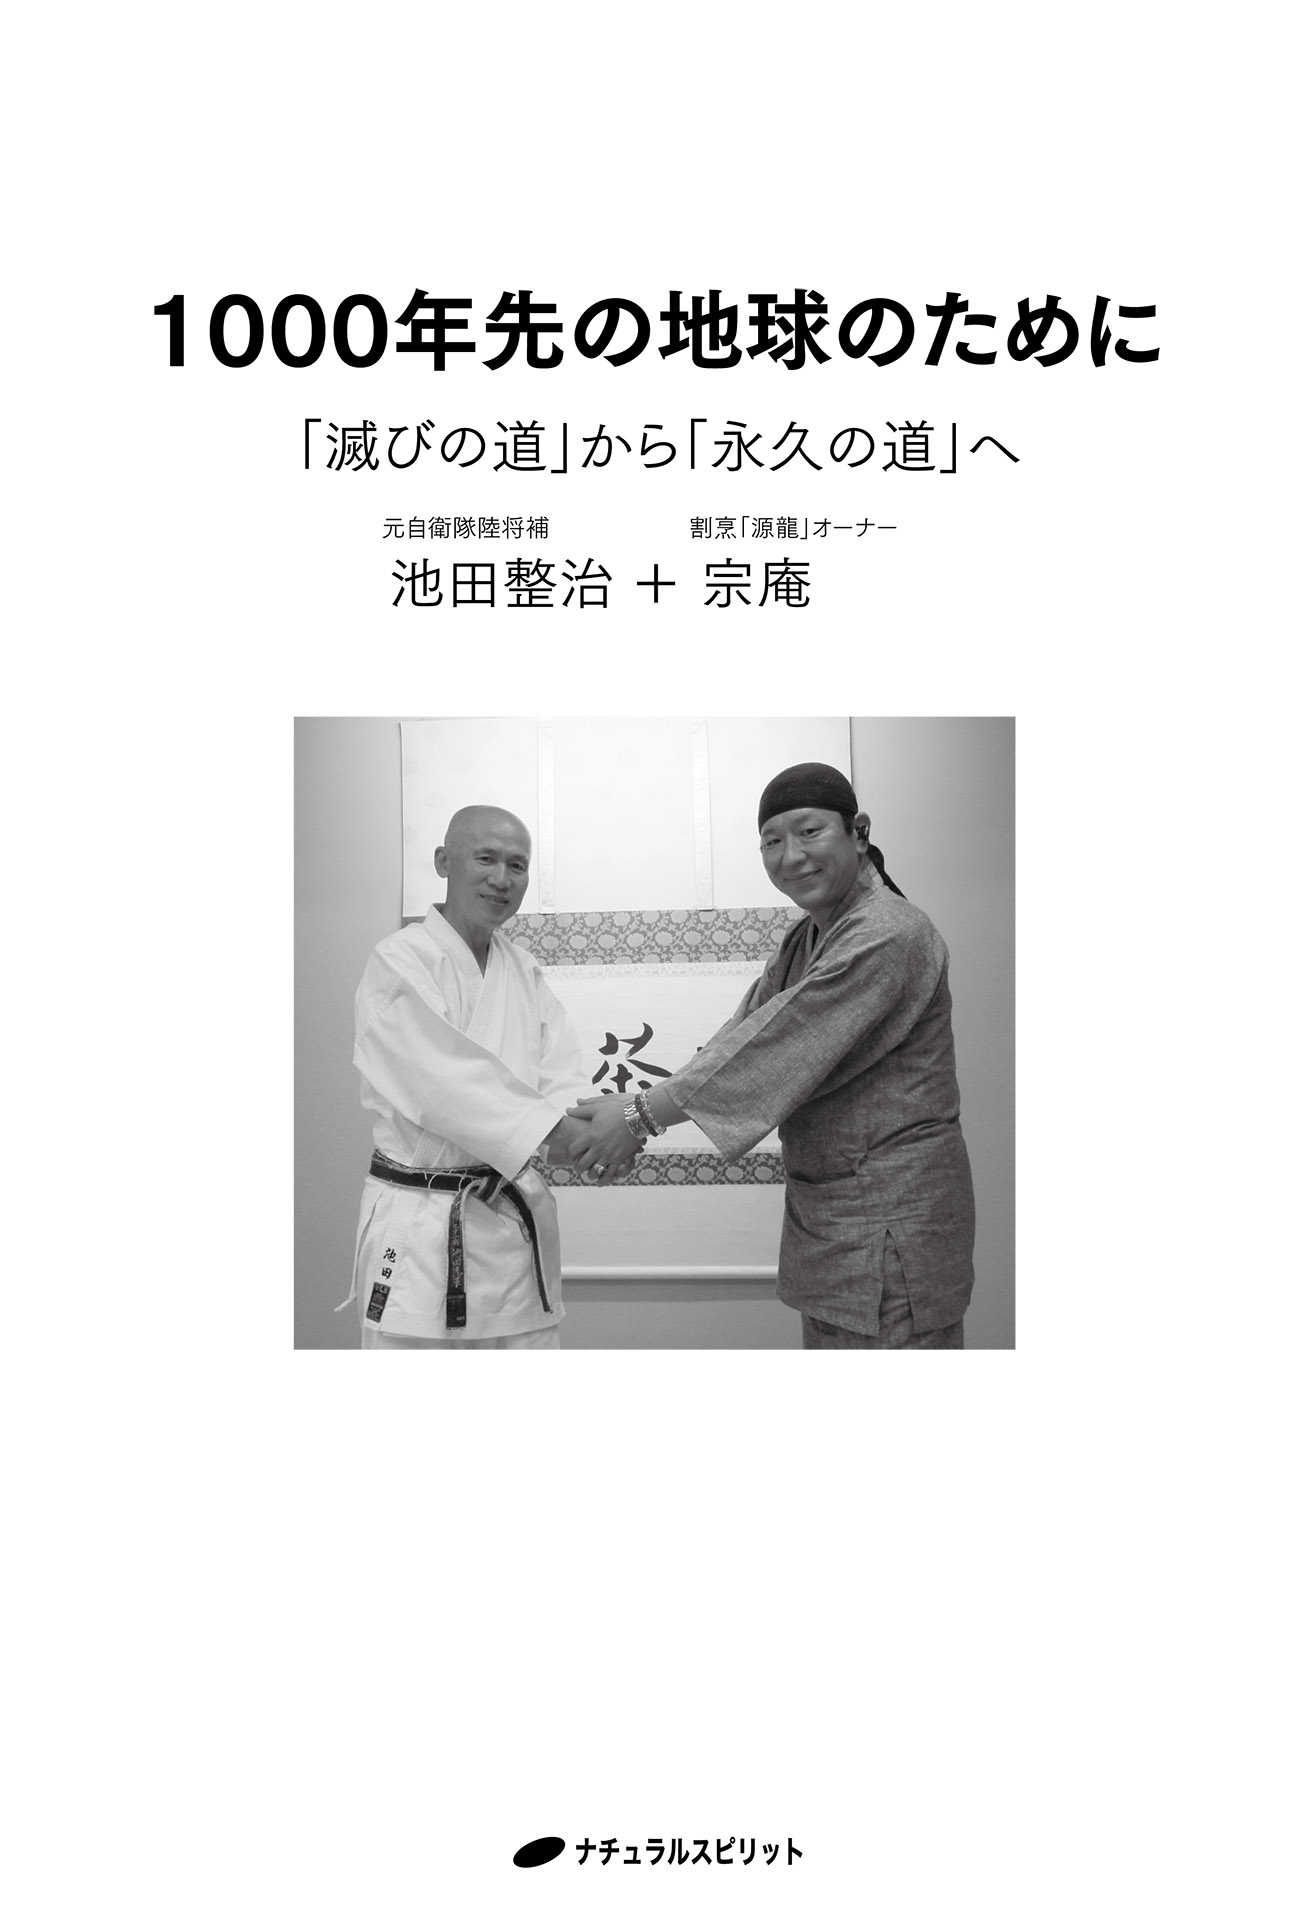 1000年先の地球のために
「滅びの道」から「永久の道」へ
元自衛隊陸将補 割烹「源龍」オーナー
池田整治 + 宗庵
茶
池田
ナチュラルスピリット